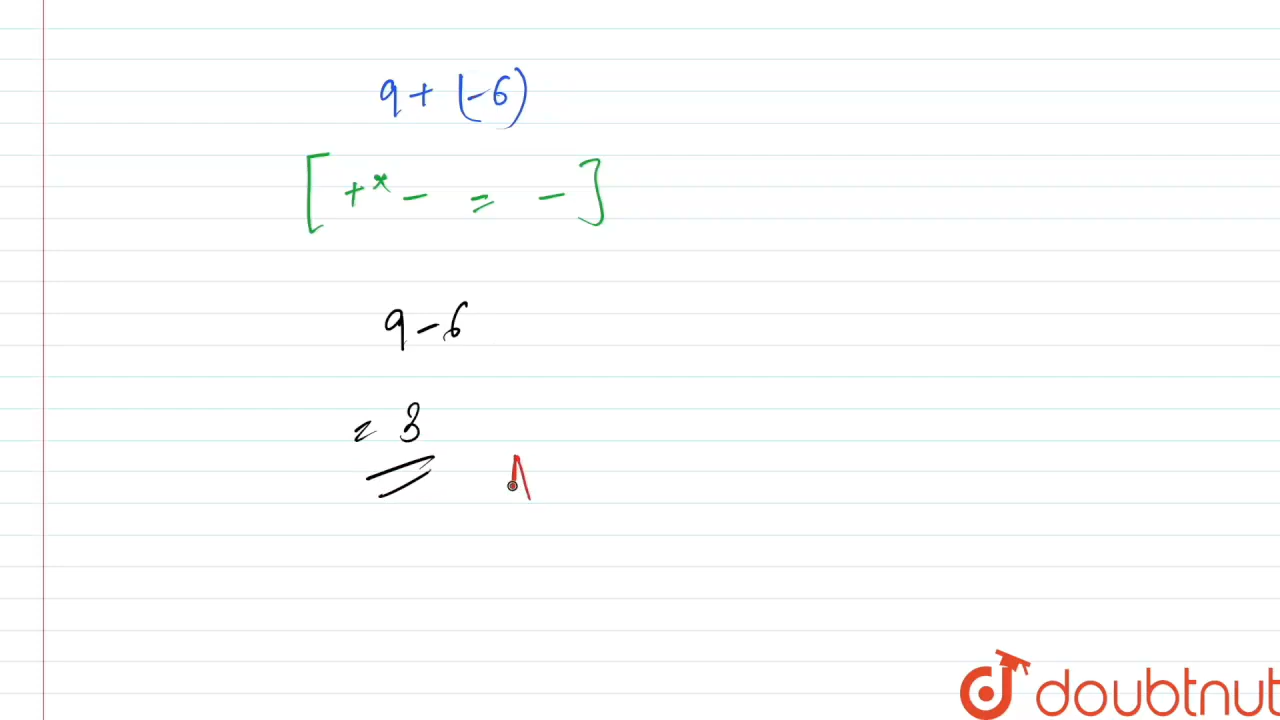 9 + (-6)
[ +× - = - ]
9 - 6
= 3
doubtnut